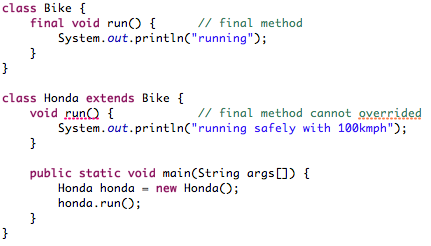 class Bike {
    final void run() {      // final method
        System.out.println("running");
    }
}

class Honda extends Bike {
    void run() {            // final method cannot overrided
        System.out.println("running safely with 100kmph");
    }

    public static void main(String args[]) {
        Honda honda = new Honda();
        honda.run();
    }
}